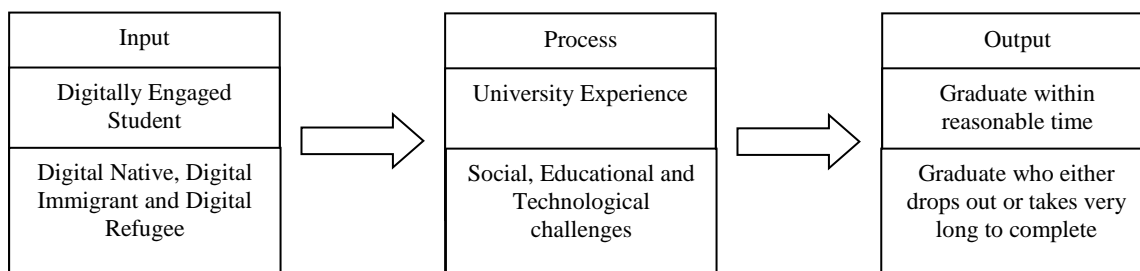 Input
Digitally Engaged
Student
Digital Native, Digital
Immigrant and Digital
Refugee
Process
University Experience
Social, Educational and
Technological
challenges
Output
Graduate within
reasonable time
Graduate who either
drops out or takes very
long to complete